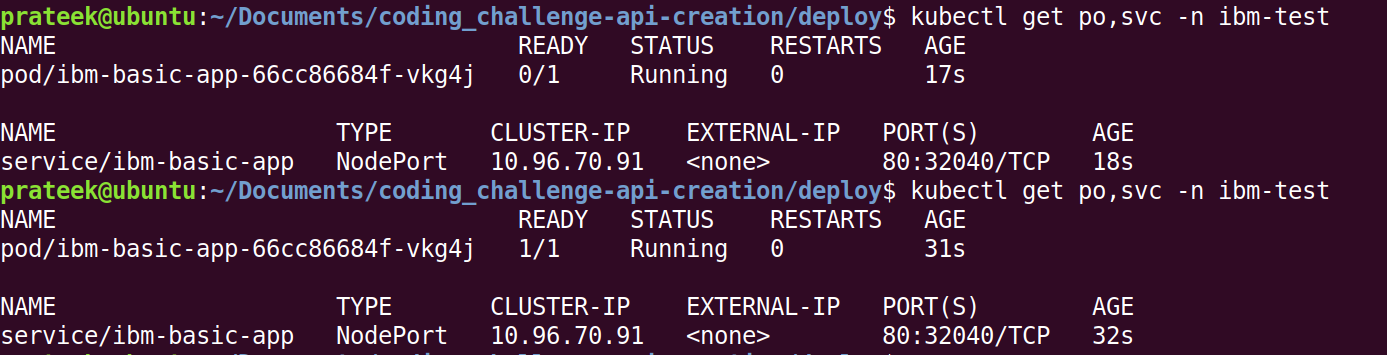 prateek@ubuntu:~/Documents/coding_challenge-api-creation/deploy$ kubectl get po,svc -n ibm-test
NAME                                 READY   STATUS    RESTARTS   AGE
pod/ibm-basic-app-66cc86684f-vkg4j   0/1     Running   0          17s

NAME                    TYPE       CLUSTER-IP    EXTERNAL-IP   PORT(S)        AGE
service/ibm-basic-app   NodePort   10.96.70.91   <none>        80:32040/TCP   18s
prateek@ubuntu:~/Documents/coding_challenge-api-creation/deploy$ kubectl get po,svc -n ibm-test
NAME                                 READY   STATUS    RESTARTS   AGE
pod/ibm-basic-app-66cc86684f-vkg4j   1/1     Running   0          31s

NAME                    TYPE       CLUSTER-IP    EXTERNAL-IP   PORT(S)        AGE
service/ibm-basic-app   NodePort   10.96.70.91   <none>        80:32040/TCP   32s